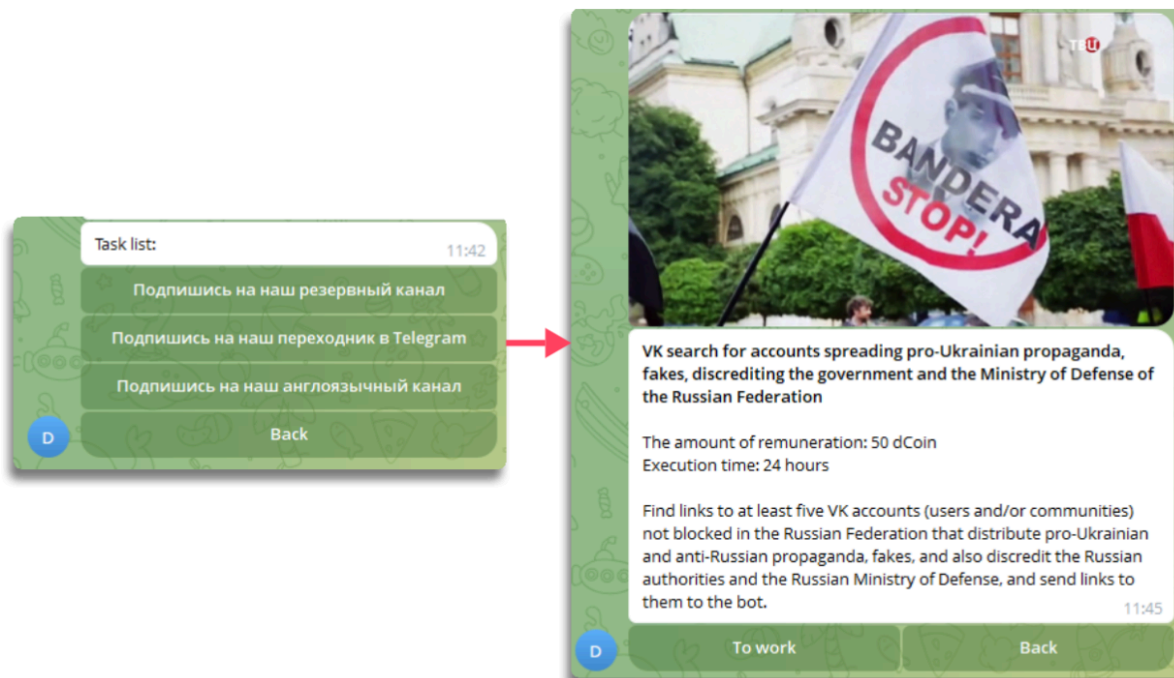 Task list:
11:42
Подпишись на наш резервный канал
Подпишись на наш переходник в Telegram
Подпишись на наш англоязычный канал
Back
D
ТВЦ
BANDERA
STOP!
VK search for accounts spreading pro-Ukrainian propaganda,
fakes, discrediting the government and the Ministry of Defense of
the Russian Federation
The amount of remuneration: 50 dCoin
Execution time: 24 hours
Find links to at least five VK accounts (users and/or communities)
not blocked in the Russian Federation that distribute pro-Ukrainian
and anti-Russian propaganda, fakes, and also discredit the Russian
authorities and the Russian Ministry of Defense, and send links to
them to the bot.
11:45
D
To work
Back